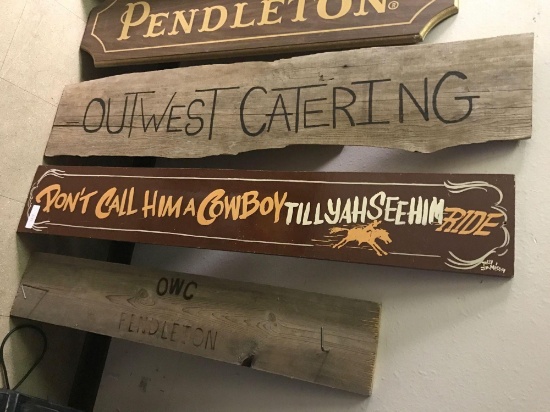 PENDLETON®
OUTWEST CATERING
DON'T CALL HIM A COWBOY TILL YAH SEE HIM RIDE
OWC
PENDLETON